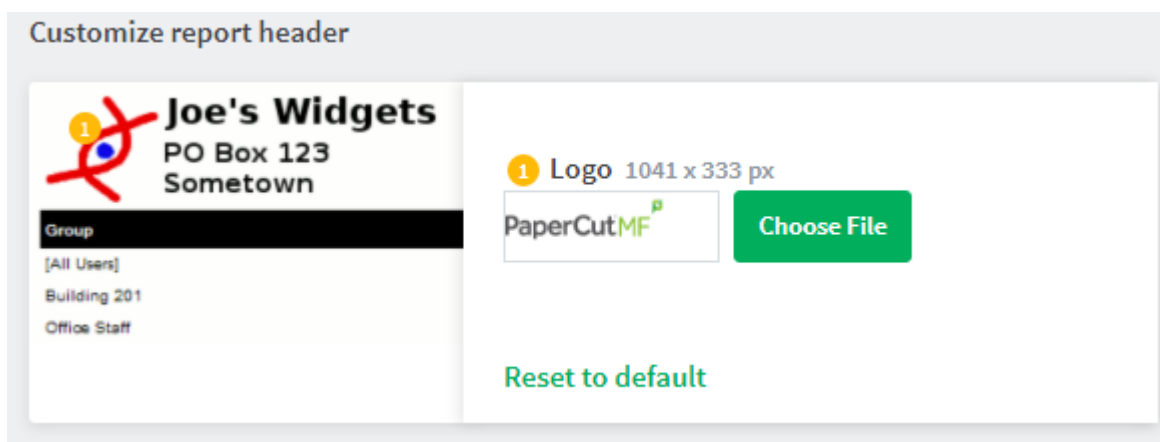 Customize report header
1
Joe's Widgets
PO Box 123
Sometown
Group
[All Users]
Building 201
Office Staff
1 Logo 1041 x 333 px
PaperCutMF
Choose File
Reset to default